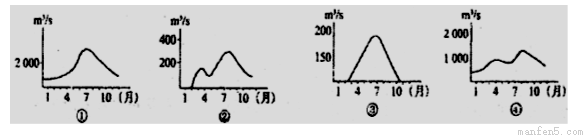 m³/s
2 000
1 4 7 10 (月)
①
m³/s
400
200
1 4 7 10 (月)
②
m³/s
200
150
1 4 7 10 (月)
③
m³/s
2 000
1 000
1 4 7 10 (月)
④
manfen5.com